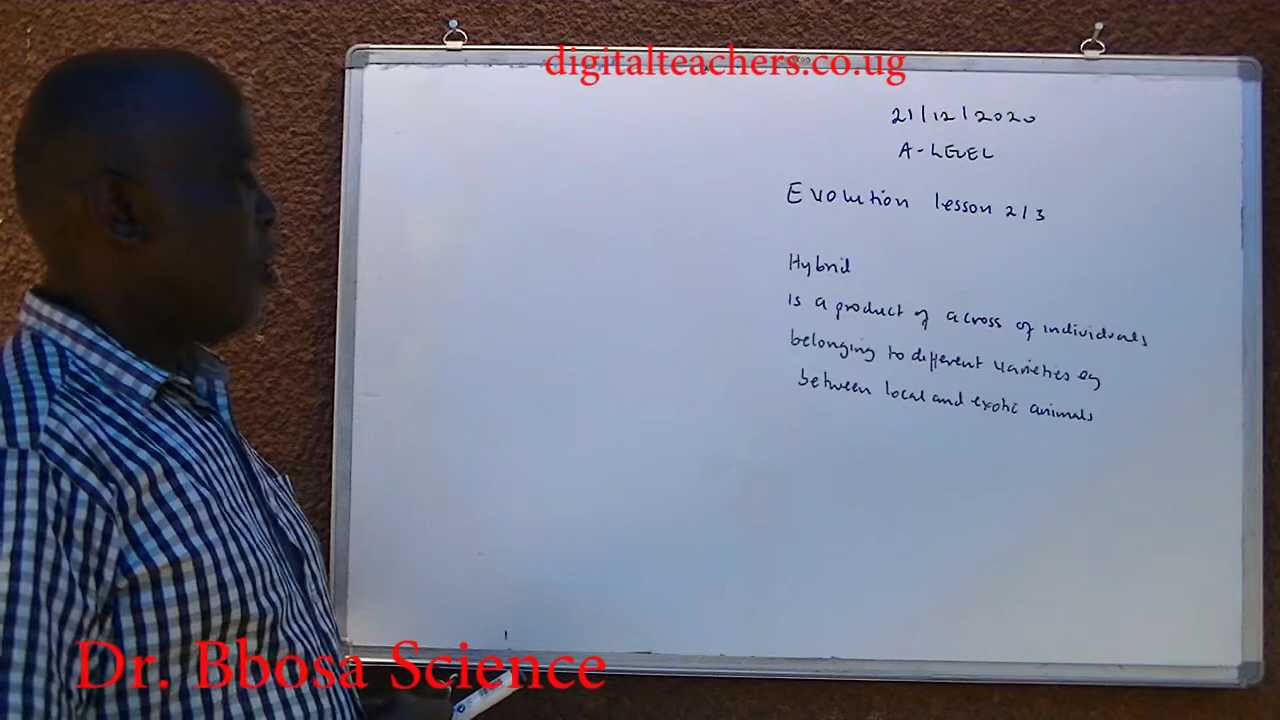 digitalteachers.co.ug
21/12/2020
A-LEVEL
Evolution lesson 2/3
Hybrid
is a product of a cross of individuals
belonging to different varieties eg
between local and exotic animals
Dr. Bbosa Science